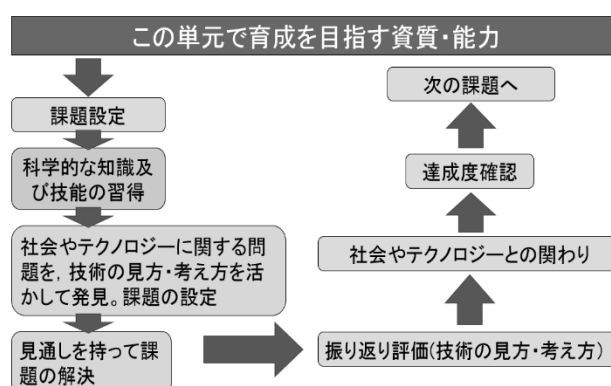 この単元で育成を目指す資質・能力
課題設定
科学的な知識及
び技能の習得
社会やテクノロジーに関する問
題を,技術の見方・考え方を活
かして発見。課題の設定
見通しを持って課
題の解決
振り返り評価(技術の見方・考え方)
社会やテクノロジーとの関わり
達成度確認
次の課題へ